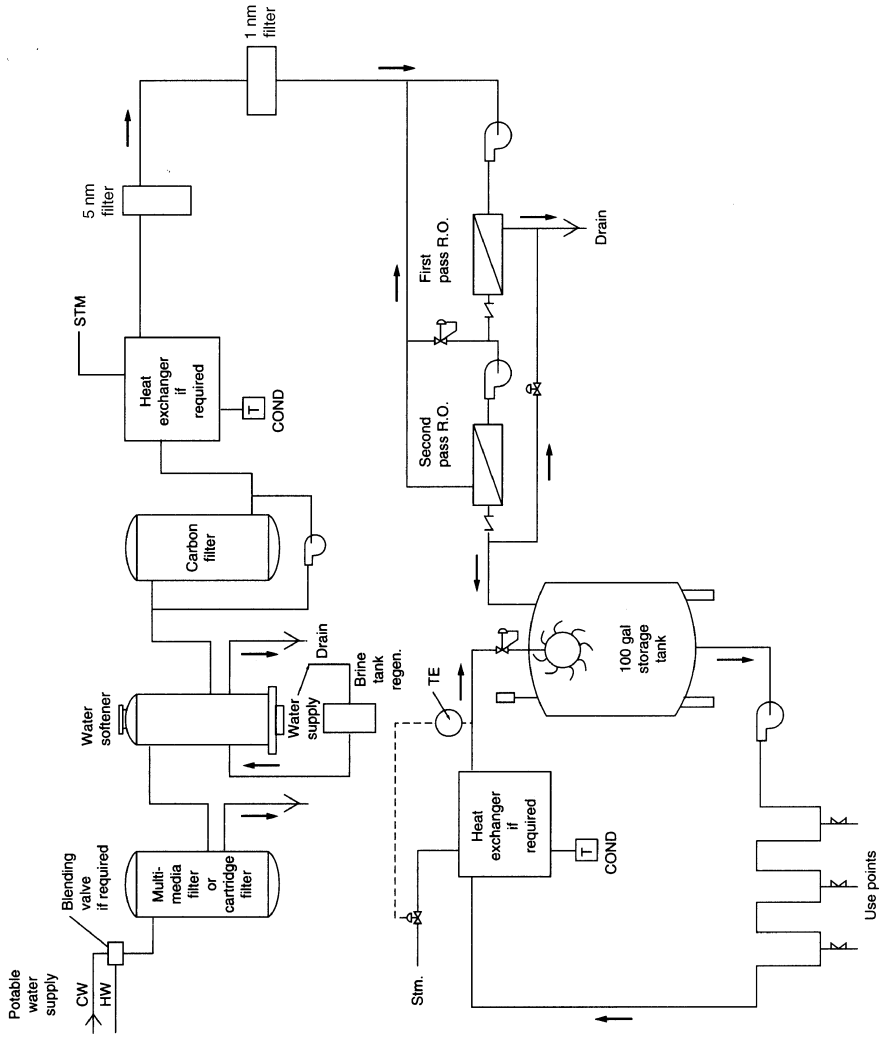 Potable
water
supply
CW
HW
Blending
valve
if required
Multi-
media
filter
or
cartridge
filter
Water
softener
Drain
Water
supply
Brine
tank
regen.
Carbon
filter
STM
Heat
exchanger
if
required
T
COND
5 nm
filter
1 nm
filter
First
pass R.O.
Drain
Second
pass R.O.
100 gal
storage
tank
TE
Heat
exchanger
if
required
T
COND
Stm.
Use points